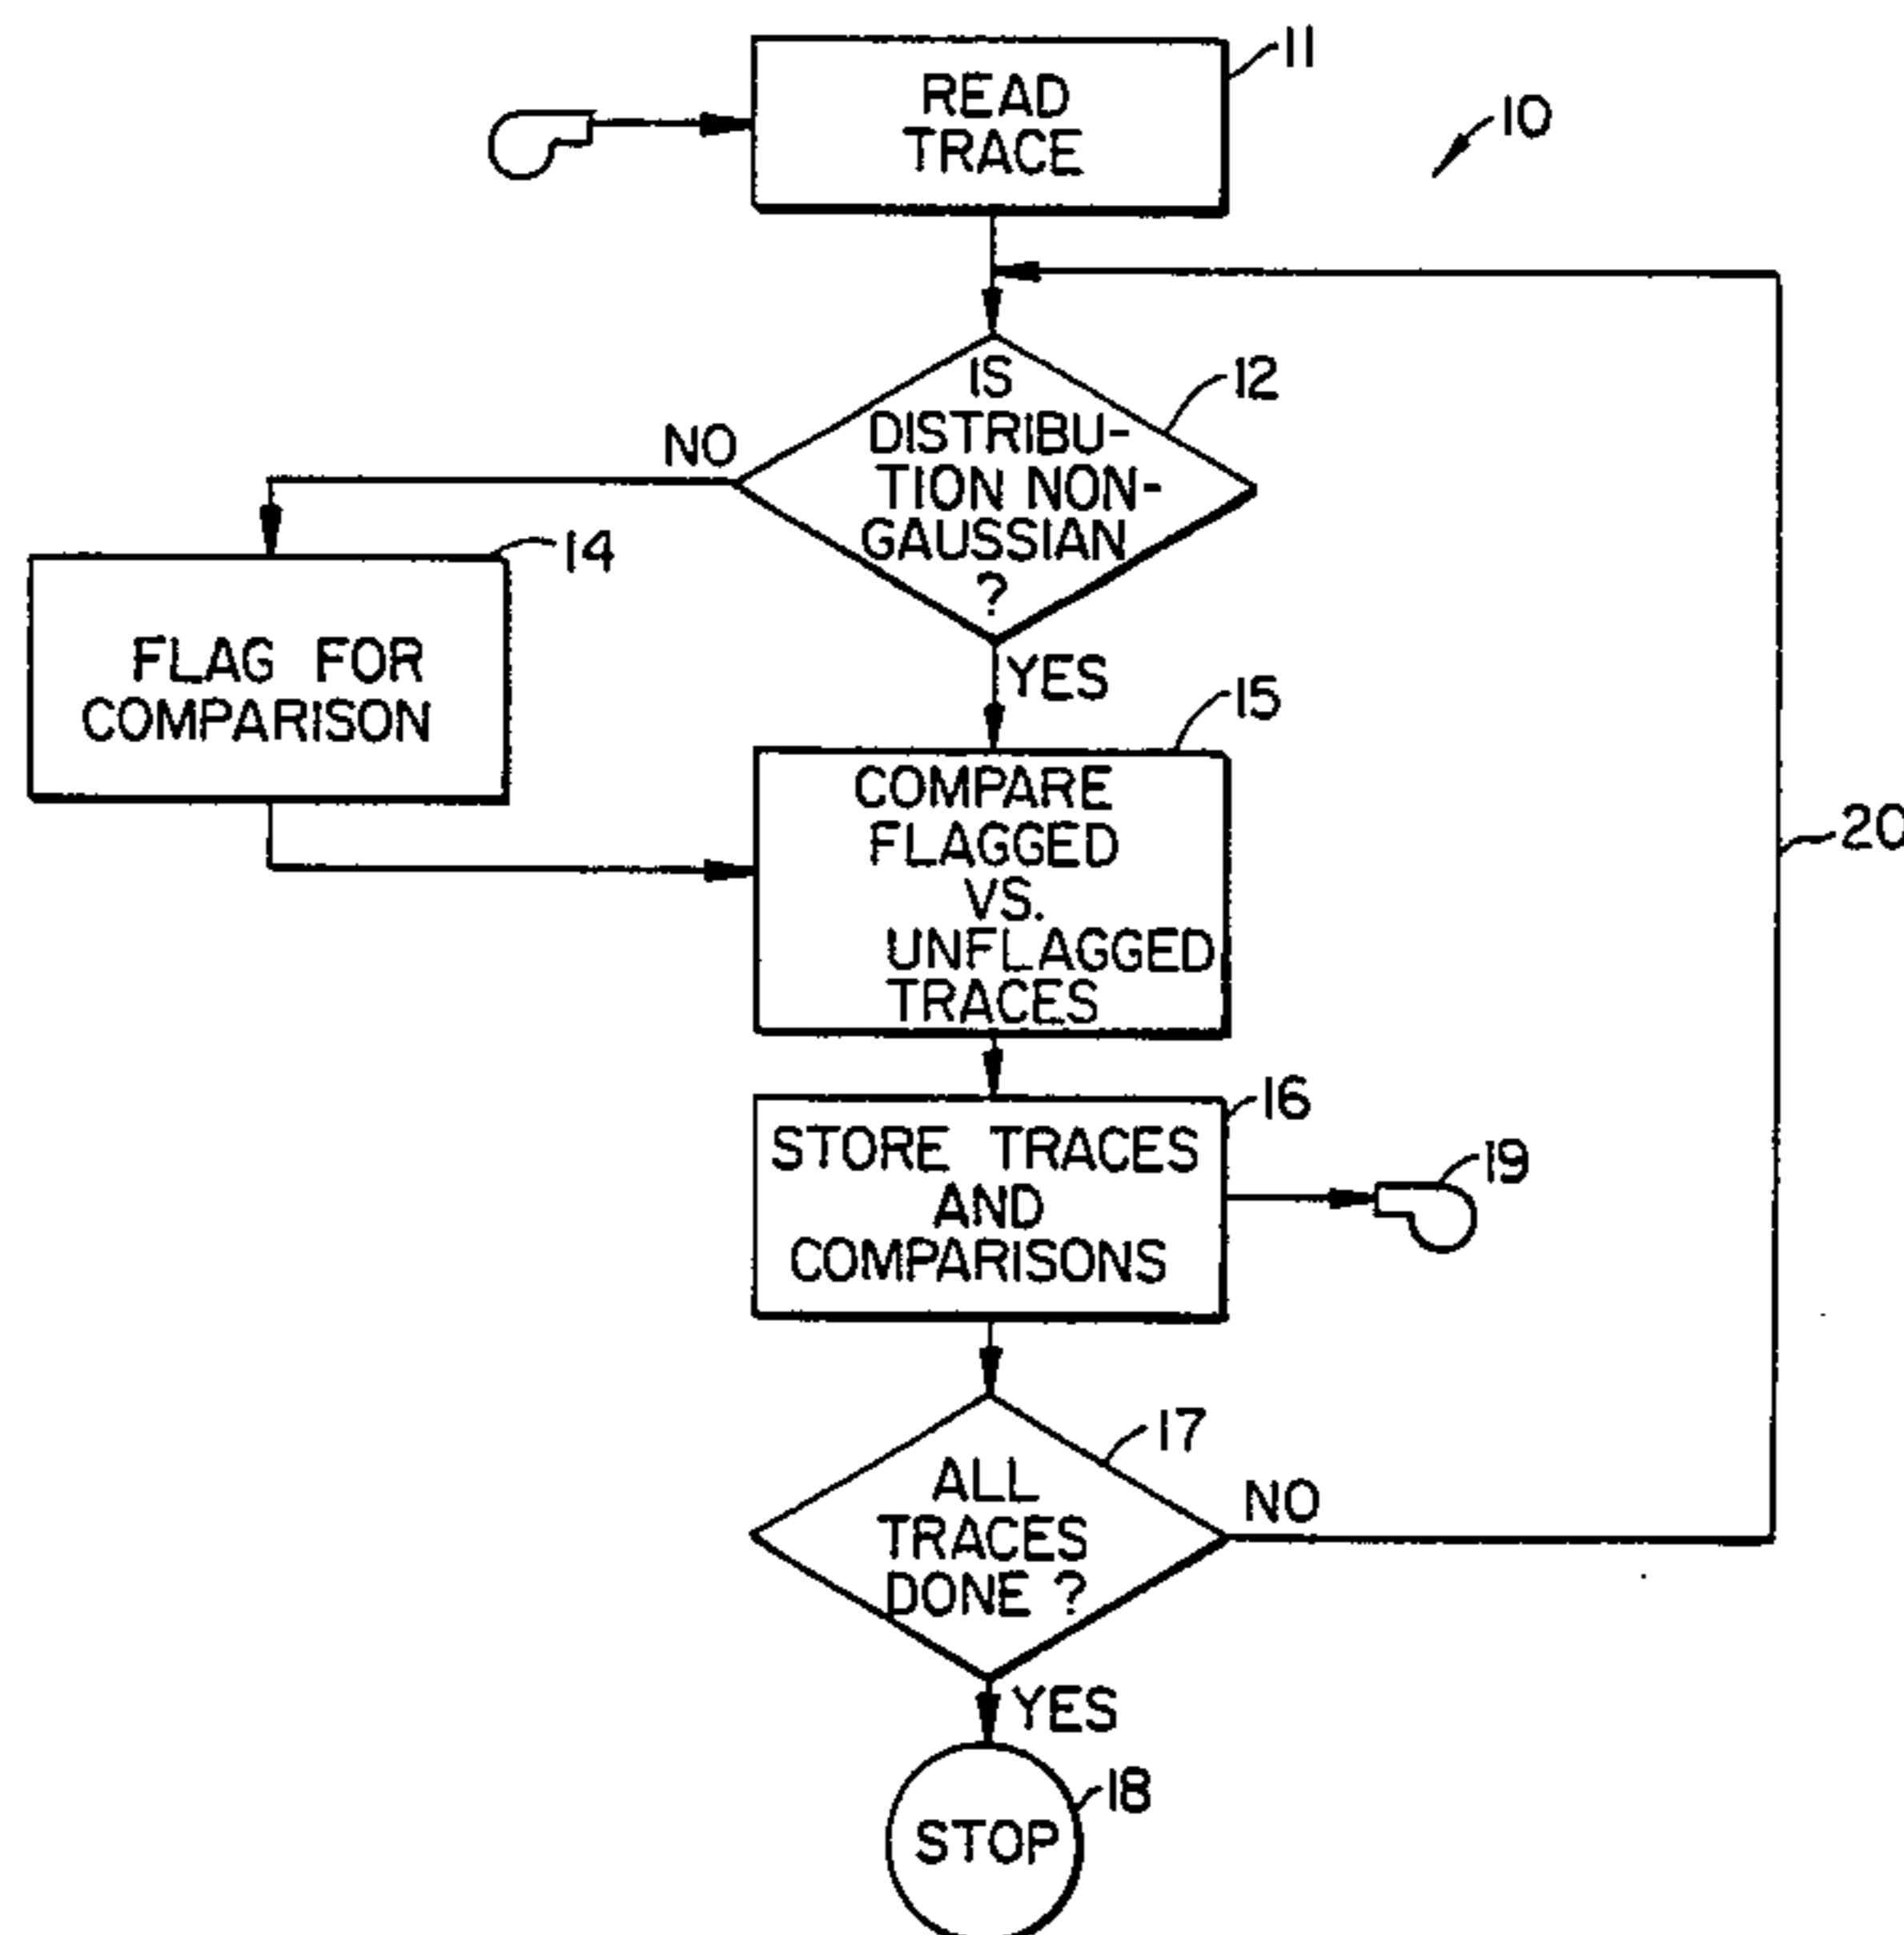 11
READ
TRACE
10
IS
DISTRIBU-
TION NON-
GAUSSIAN
?
12
NO
14
FLAG FOR
COMPARISON
YES
15
COMPARE
FLAGGED
VS.
UNFLAGGED
TRACES
20
16
STORE TRACES
AND
COMPARISONS
19
17
ALL
TRACES
DONE ?
NO
YES
18
STOP